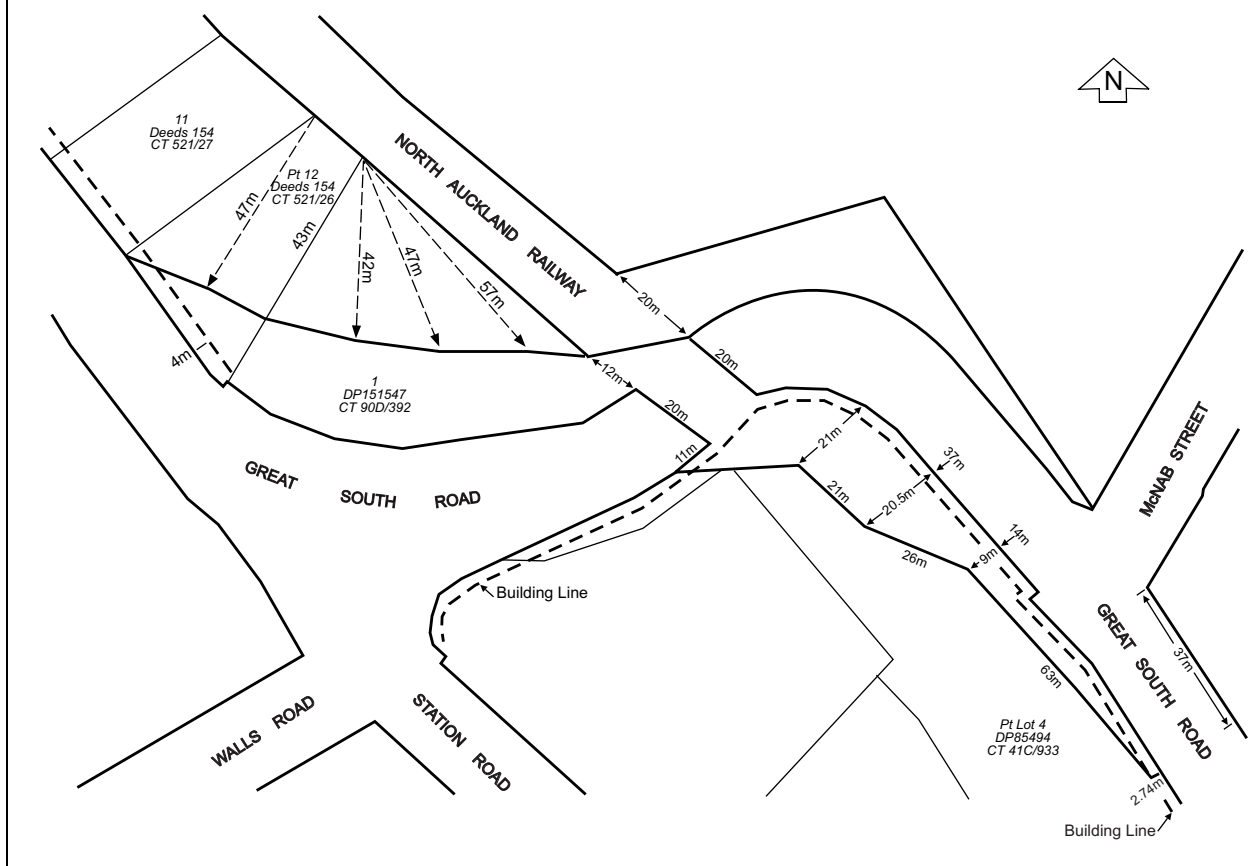 N
11
Deeds 154
CT 521/27
Pt 12
Deeds 154
CT 521/26
NORTH AUCKLAND RAILWAY
47m
43m
42m
47m
57m
20m
4m
12m
20m
20m
1
DP151547
CT 90D/392
11m
21m
37m
McNAB STREET
GREAT SOUTH ROAD
21m
20.5m
14m
26m
9m
Building Line
GREAT SOUTH ROAD
37m
63m
WALLS ROAD
STATION ROAD
Pt Lot 4
DP85494
CT 41C/933
2.74m
Building Line